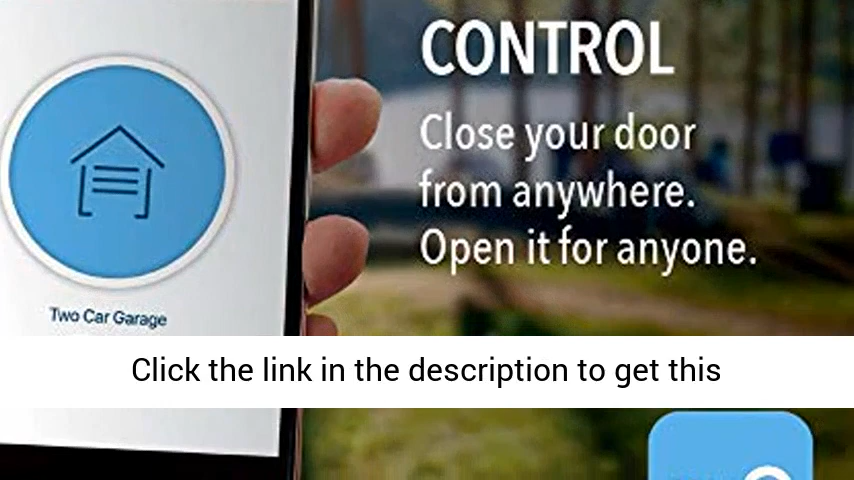 CONTROL
Close your door
from anywhere.
Open it for anyone.
Two Car Garage
Click the link in the description to get this